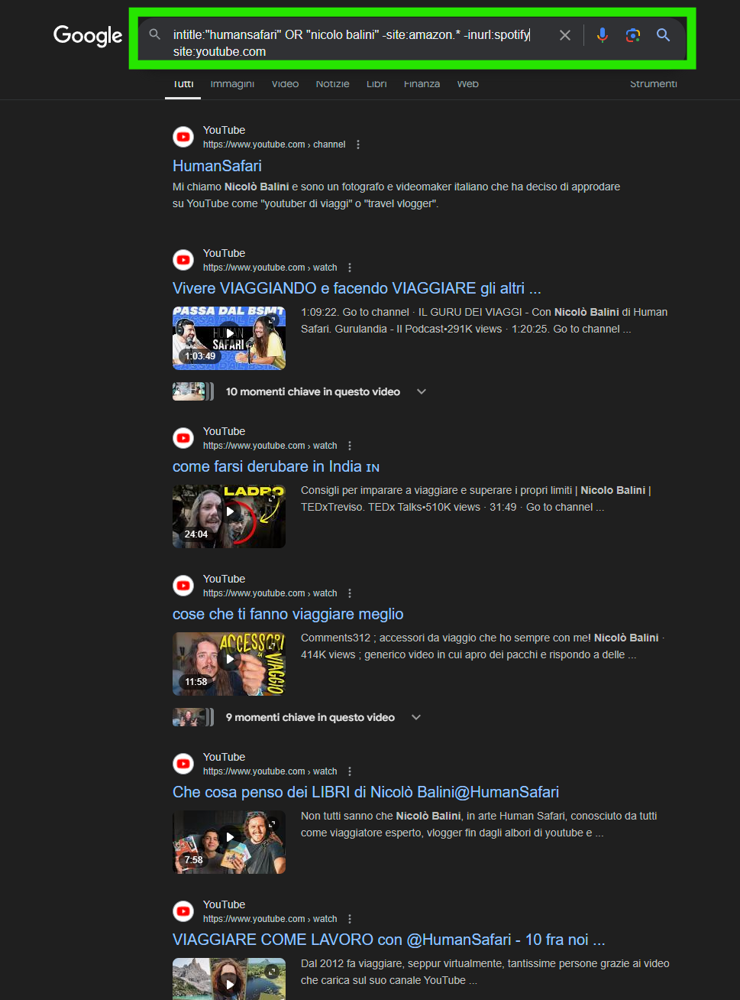 Google
intitle:"humansafari" OR "nicolo balini" -site:amazon.* -inurl:spotify
site:youtube.com
Tutti Immagini Video Notizie Libri Finanza Web Strumenti
YouTube
https://www.youtube.com › channel
HumanSafari
Mi chiamo Nicolò Balini e sono un fotografo e videomaker italiano che ha deciso di approdare
su YouTube come "youtuber di viaggi" o "travel vlogger".
YouTube
https://www.youtube.com › watch
Vivere VIAGGIANDO e facendo VIAGGIARE gli altri ...
PASSA DAL BSMT
HUMAN
SAFARI
1:03:49
1:09:22. Go to channel · IL GURU DEI VIAGGI - Con Nicolò Balini di Human
Safari. Gurulandia - Il Podcast•291K views · 1:20:25. Go to channel ...
10 momenti chiave in questo video
YouTube
https://www.youtube.com › watch
come farsi derubare in India IN
LADRO
24:04
Consigli per imparare a viaggiare e superare i propri limiti | Nicolo Balini |
TEDxTreviso. TEDx Talks•510K views · 31:49 · Go to channel ...
YouTube
https://www.youtube.com › watch
cose che ti fanno viaggiare meglio
ACCESSORI
DA
VIAGGIO
11:58
Comments312 ; accessori da viaggio che ho sempre con me! Nicolò Balini ·
414K views ; generico video in cui apro dei pacchi e rispondo a delle ...
9 momenti chiave in questo video
YouTube
https://www.youtube.com › watch
Che cosa penso dei LIBRI di Nicolò Balini@HumanSafari
7:58
Non tutti sanno che Nicolò Balini, in arte Human Safari, conosciuto da tutti
come viaggiatore esperto, vlogger fin dagli albori di youtube e ...
YouTube
https://www.youtube.com › watch
VIAGGIARE COME LAVORO con @HumanSafari - 10 fra noi ...
Dal 2012 fa viaggiare, seppur virtualmente, tantissime persone grazie ai video
che carica sul suo canale YouTube ...